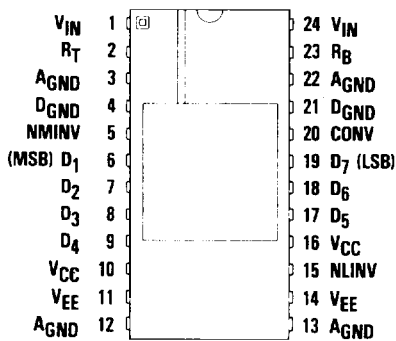 V_IN 1 24 V_IN
R_T 2 23 R_B
A_GND 3 22 A_GND
D_GND 4 21 D_GND
NMINV 5 20 CONV
(MSB) D_1 6 19 D_7 (LSB)
D_2 7 18 D_6
D_3 8 17 D_5
D_4 9 16 V_CC
V_CC 10 15 NLINV
V_EE 11 14 V_EE
A_GND 12 13 A_GND